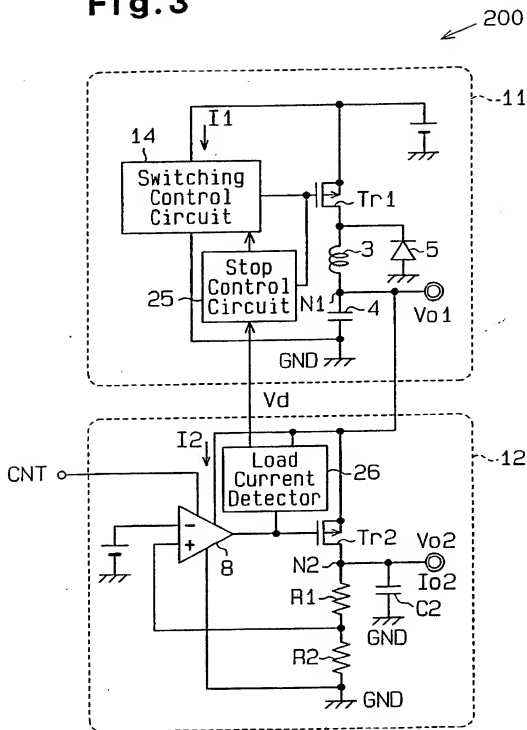 Fig.3
200
11
I1
14
Switching
Control
Circuit
Tr1
3
5
Stop
Control
Circuit
25
N1
4
Vo1
GND
Vd
I2
12
CNT
Load
Current
Detector
26
-
+
8
Tr2
Vo2
N2
Io2
R1
C2
GND
R2
GND